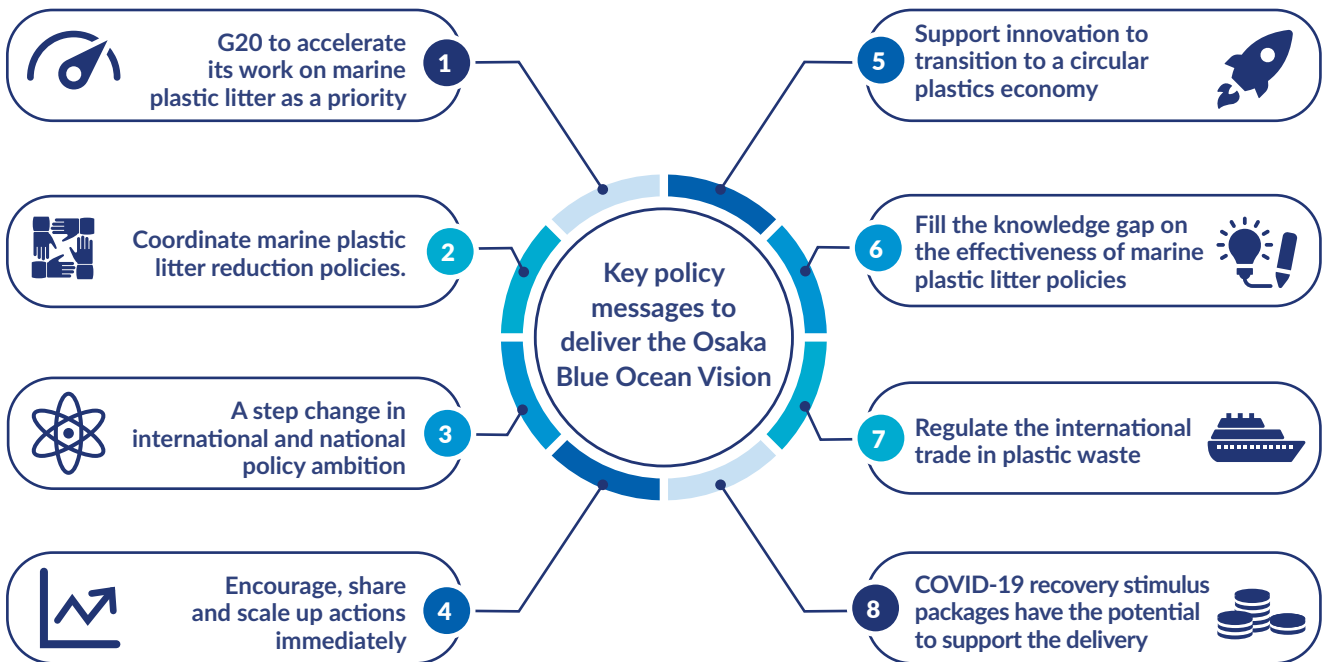 G20 to accelerate
its work on marine
plastic litter as a priority
1
Coordinate marine plastic
litter reduction policies.
2
A step change in
international and national
policy ambition
3
Encourage, share
and scale up actions
immediately
4
Key policy
messages to
deliver the Osaka
Blue Ocean Vision
5
Support innovation to
transition to a circular
plastics economy
6
Fill the knowledge gap on
the effectiveness of marine
plastic litter policies
7
Regulate the international
trade in plastic waste
8
COVID-19 recovery stimulus
packages have the potential
to support the delivery